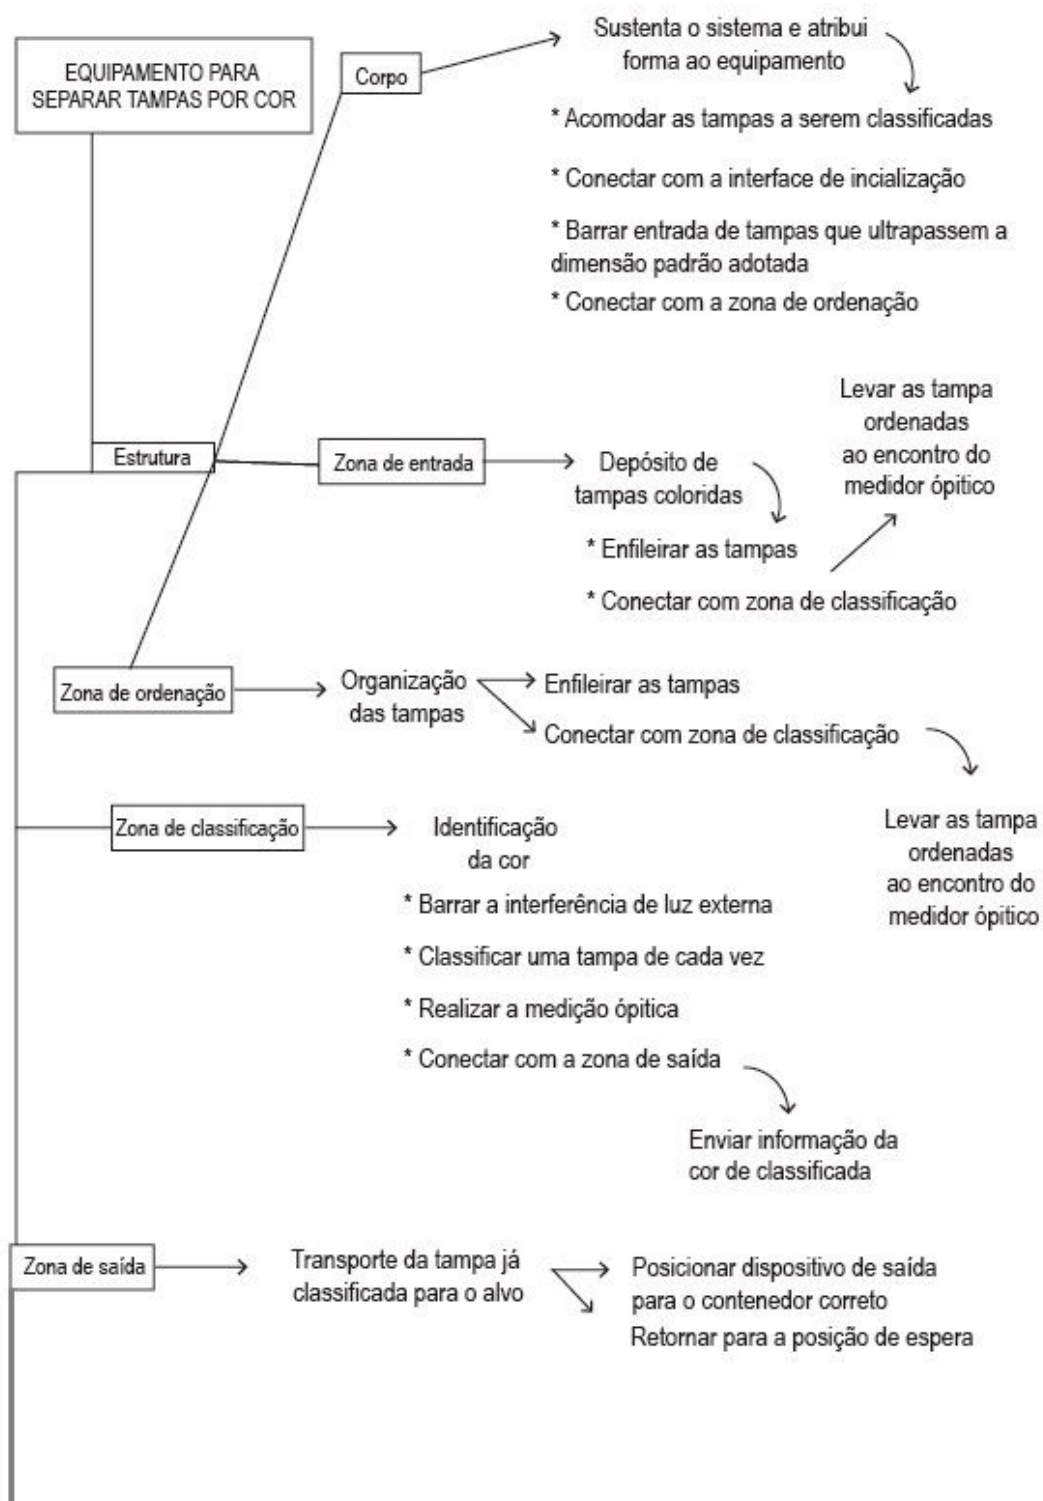 EQUIPAMENTO PARA
SEPARAR TAMPAS POR COR
Corpo
Sustenta o sistema e atribui
forma ao equipamento
* Acomodar as tampas a serem classificadas
* Conectar com a interface de incialização
* Barrar entrada de tampas que ultrapassem a
dimensão padrão adotada
* Conectar com a zona de ordenação
Estrutura
Zona de entrada
Depósito de
tampas coloridas
* Enfileirar as tampas
* Conectar com zona de classificação
Levar as tampa
ordenadas
ao encontro do
medidor ópitico
Zona de ordenação
Organização
das tampas
Enfileirar as tampas
Conectar com zona de classificação
Levar as tampa
ordenadas
ao encontro do
medidor ópitico
Zona de classificação
Identificação
da cor
* Barrar a interferência de luz externa
* Classificar uma tampa de cada vez
* Realizar a medição ópitica
* Conectar com a zona de saída
Enviar informação da
cor de classificada
Zona de saída
Transporte da tampa já
classificada para o alvo
Posicionar dispositivo de saída
para o contenedor correto
Retornar para a posição de espera